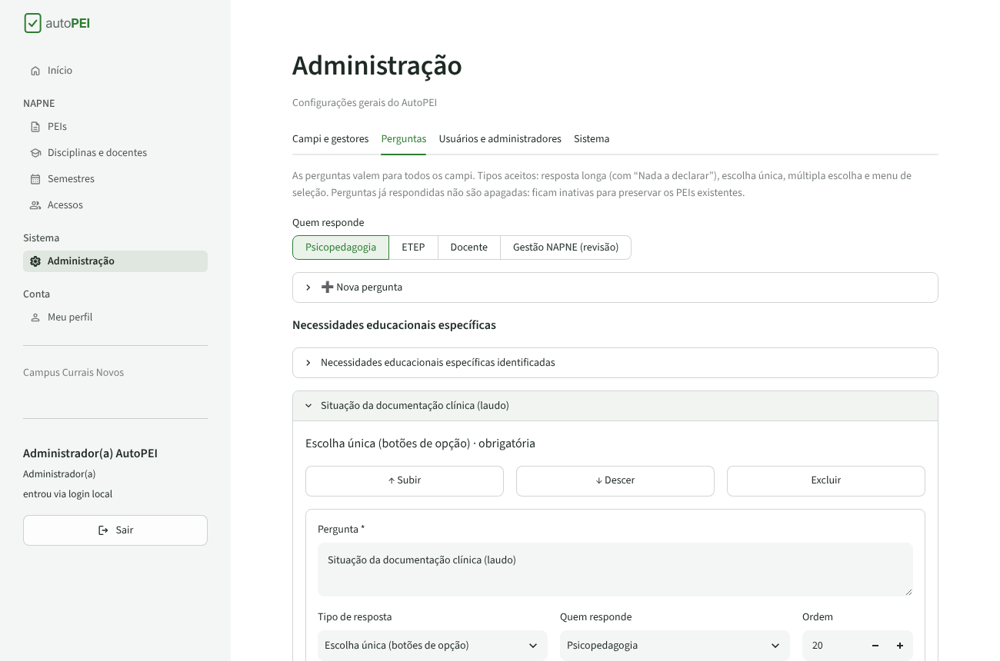 autoPEI
Início
NAPNE
PEIs
Disciplinas e docentes
Semestres
Acessos
Sistema
Administração
Conta
Meu perfil
Campus Currais Novos
Administrador(a) AutoPEI
Administrador(a)
entrou via login local
Sair
Administração
Configurações gerais do AutoPEI
Campi e gestores Perguntas Usuários e administradores Sistema
As perguntas valem para todos os campi. Tipos aceitos: resposta longa (com “Nada a declarar”), escolha única, múltipla escolha e menu de
seleção. Perguntas já respondidas não são apagadas: ficam inativas para preservar os PEIs existentes.
Quem responde
Psicopedagogia ETEP Docente Gestão NAPNE (revisão)
➕ Nova pergunta
Necessidades educacionais específicas
Necessidades educacionais específicas identificadas
Situação da documentação clínica (laudo)
Escolha única (botões de opção) · obrigatória
↑ Subir ↓ Descer Excluir
Pergunta *
Situação da documentação clínica (laudo)
Tipo de resposta Quem responde Ordem
Escolha única (botões de opção) Psicopedagogia 20